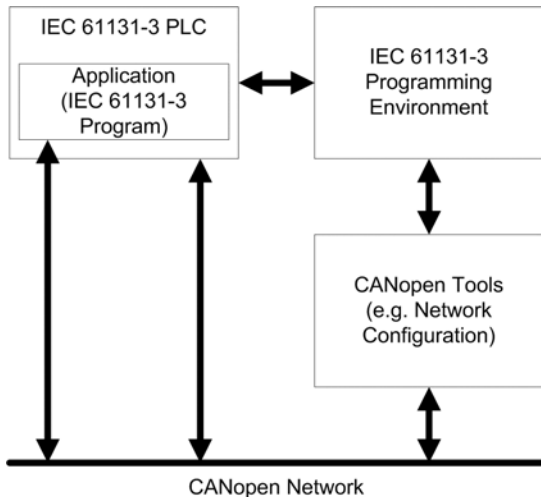 IEC 61131-3 PLC
Application
(IEC 61131-3
Program)
IEC 61131-3
Programming
Environment
CANopen Tools
(e.g. Network
Configuration)
CANopen Network